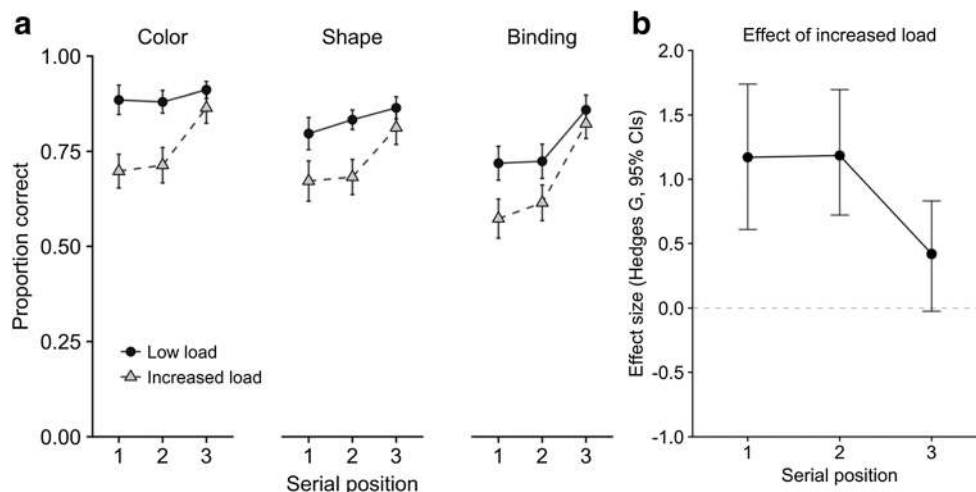 a
Color
Shape
Binding
1.00
0.75
0.50
0.25
0.00
Proportion correct
Low load
Increased load
1 2 3
1 2 3
1 2 3
Serial position
b
Effect of increased load
2.0
1.5
1.0
0.5
0.0
-0.5
-1.0
Effect size (Hedges G, 95% CIs)
1 2 3
Serial position